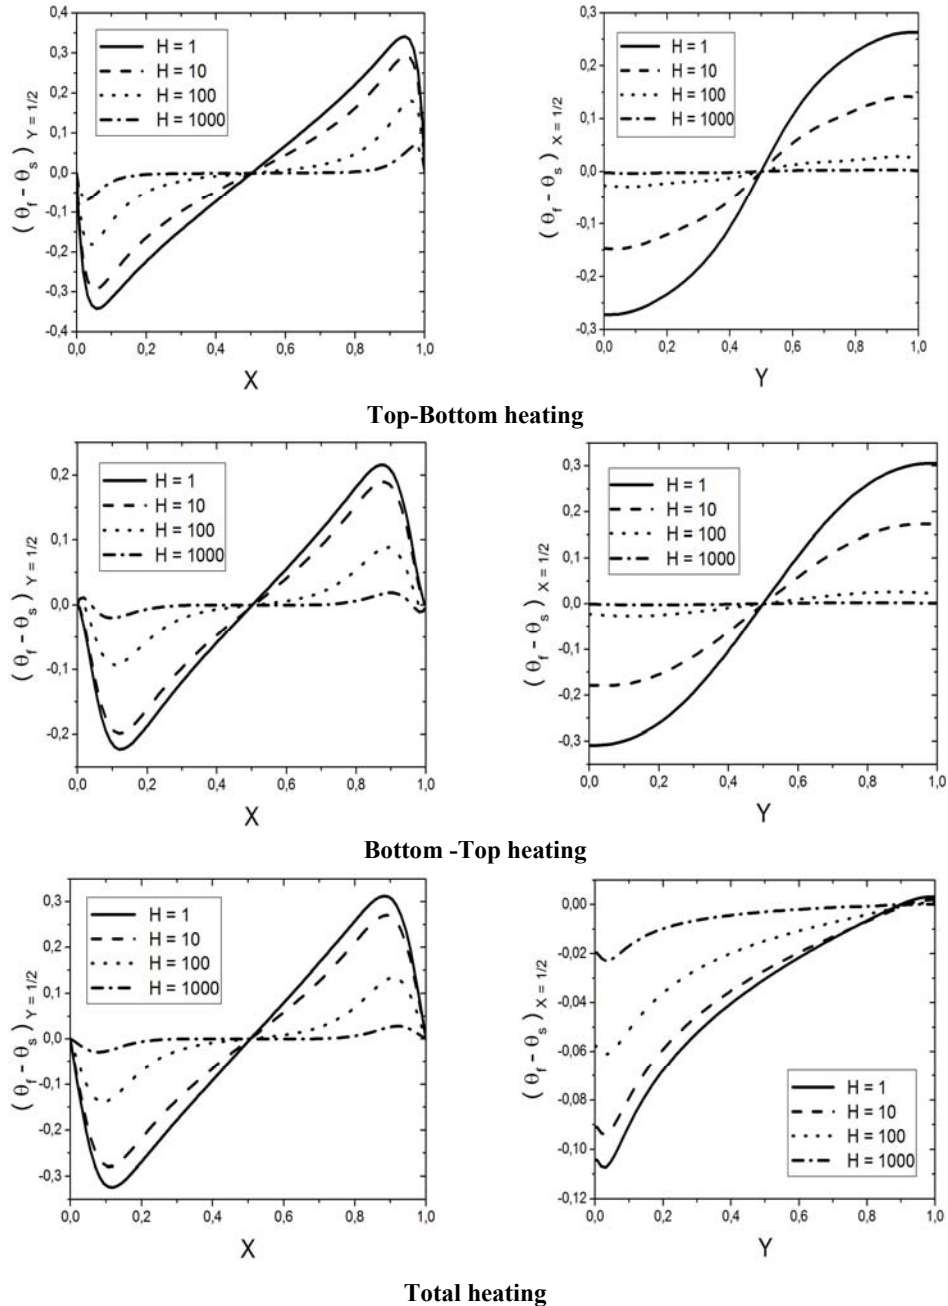 H = 1
H = 10
H = 100
H = 1000
0,4
0,3
0,2
0,1
0,0
-0,1
-0,2
-0,3
-0,4
0,0 0,2 0,4 0,6 0,8 1,0
( θf - θs ) Y = 1/2
X
H = 1
H = 10
H = 100
H = 1000
0,3
0,2
0,1
0,0
-0,1
-0,2
-0,3
0,0 0,2 0,4 0,6 0,8 1,0
( θf - θs ) X = 1/2
Y
Top-Bottom heating
H = 1
H = 10
H = 100
H = 1000
0,2
0,1
0,0
-0,1
-0,2
0,0 0,2 0,4 0,6 0,8 1,0
( θf - θs ) Y = 1/2
X
H = 1
H = 10
H = 100
H = 1000
0,3
0,2
0,1
0,0
-0,1
-0,2
-0,3
0,0 0,2 0,4 0,6 0,8 1,0
( θf - θs ) X = 1/2
Y
Bottom -Top heating
H = 1
H = 10
H = 100
H = 1000
0,3
0,2
0,1
0,0
-0,1
-0,2
-0,3
0,0 0,2 0,4 0,6 0,8 1,0
( θf - θs ) Y = 1/2
X
0,00
-0,02
-0,04
-0,06
-0,08
-0,10
-0,12
H = 1
H = 10
H = 100
H = 1000
0,0 0,2 0,4 0,6 0,8 1,0
( θf - θs ) X = 1/2
Y
Total heating